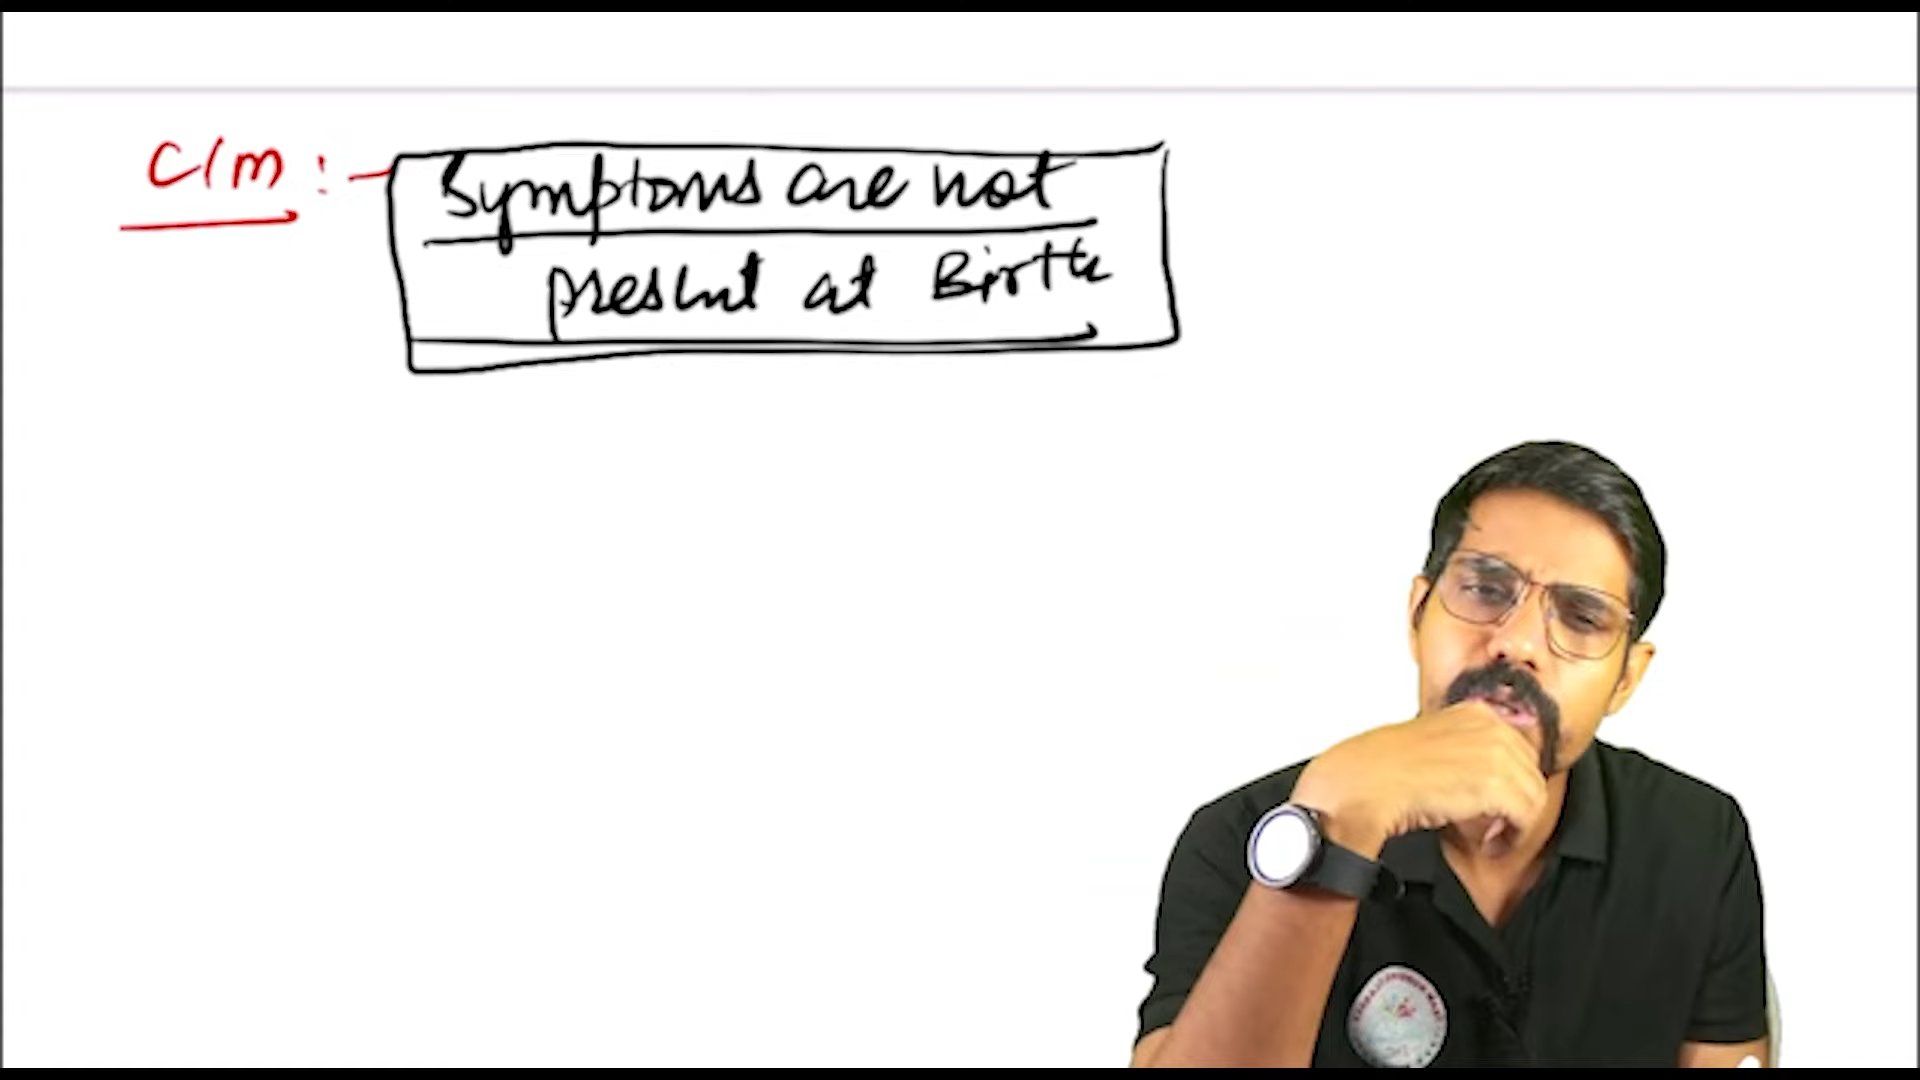 C/m :- Symptoms are not
present at Birth